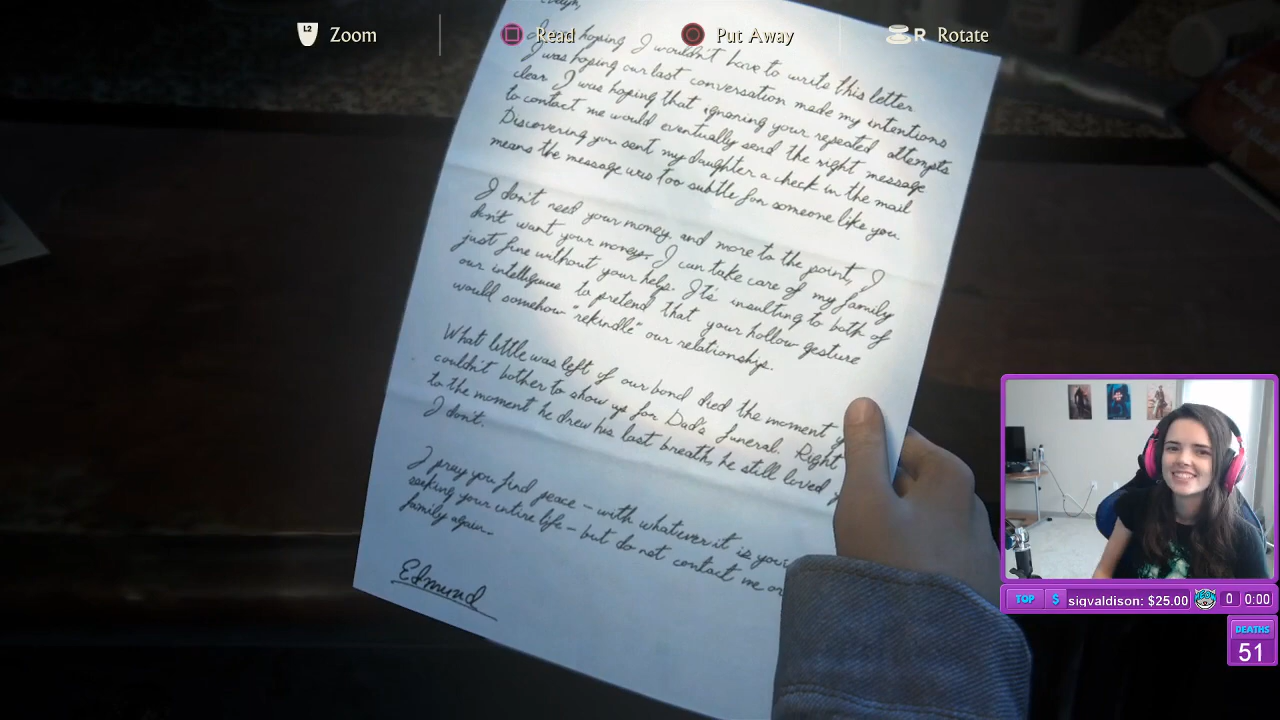 L2 Zoom
Read
Put Away
R Rotate
Evelyn,
hoping I wouldn't have to write this letter
I was hoping our last conversation made my intentions
clear. I was hoping that ignoring your repeated attempts
to contact me would eventually send the right message
Discovering you sent my daughter a check in the mail
means the message was too subtle for someone like you.
I don't need your money, and more to the point, I
don't want your money. I can take care of my family
just fine without your help. It's insulting to both of
our intelligences to pretend that your hollow gesture
would somehow "rekindle" our relationship.
What little was left of our bond died the moment
couldn't bother to show up for Dad's funeral. Right
to the moment he drew his last breath, he still loved
I don't.
I pray you find peace - with whatever it is
seeking your entire life - but do not contact me or
family again..
Edmund
TOP $ sigvaldison: $25.00 0 0:00
DEATHS
51